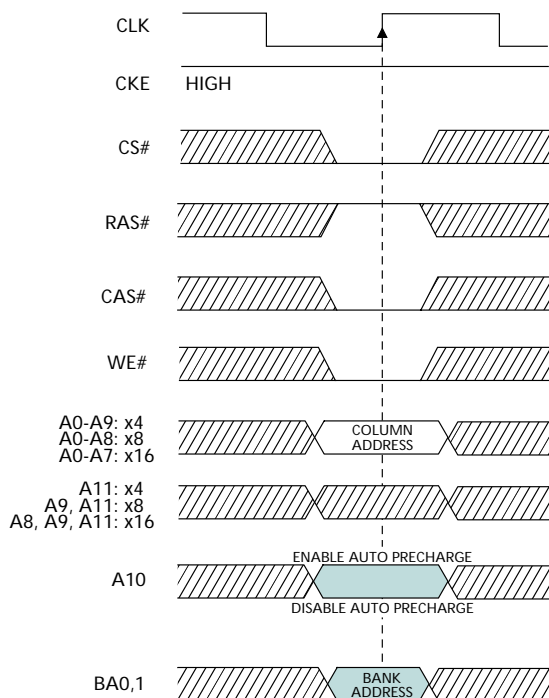 CLK
CKE HIGH
CS#
RAS#
CAS#
WE#
A0-A9: x4
A0-A8: x8
A0-A7: x16
COLUMN
ADDRESS
A11: x4
A9, A11: x8
A8, A9, A11: x16
ENABLE AUTO PRECHARGE
A10
DISABLE AUTO PRECHARGE
BA0,1
BANK
ADDRESS